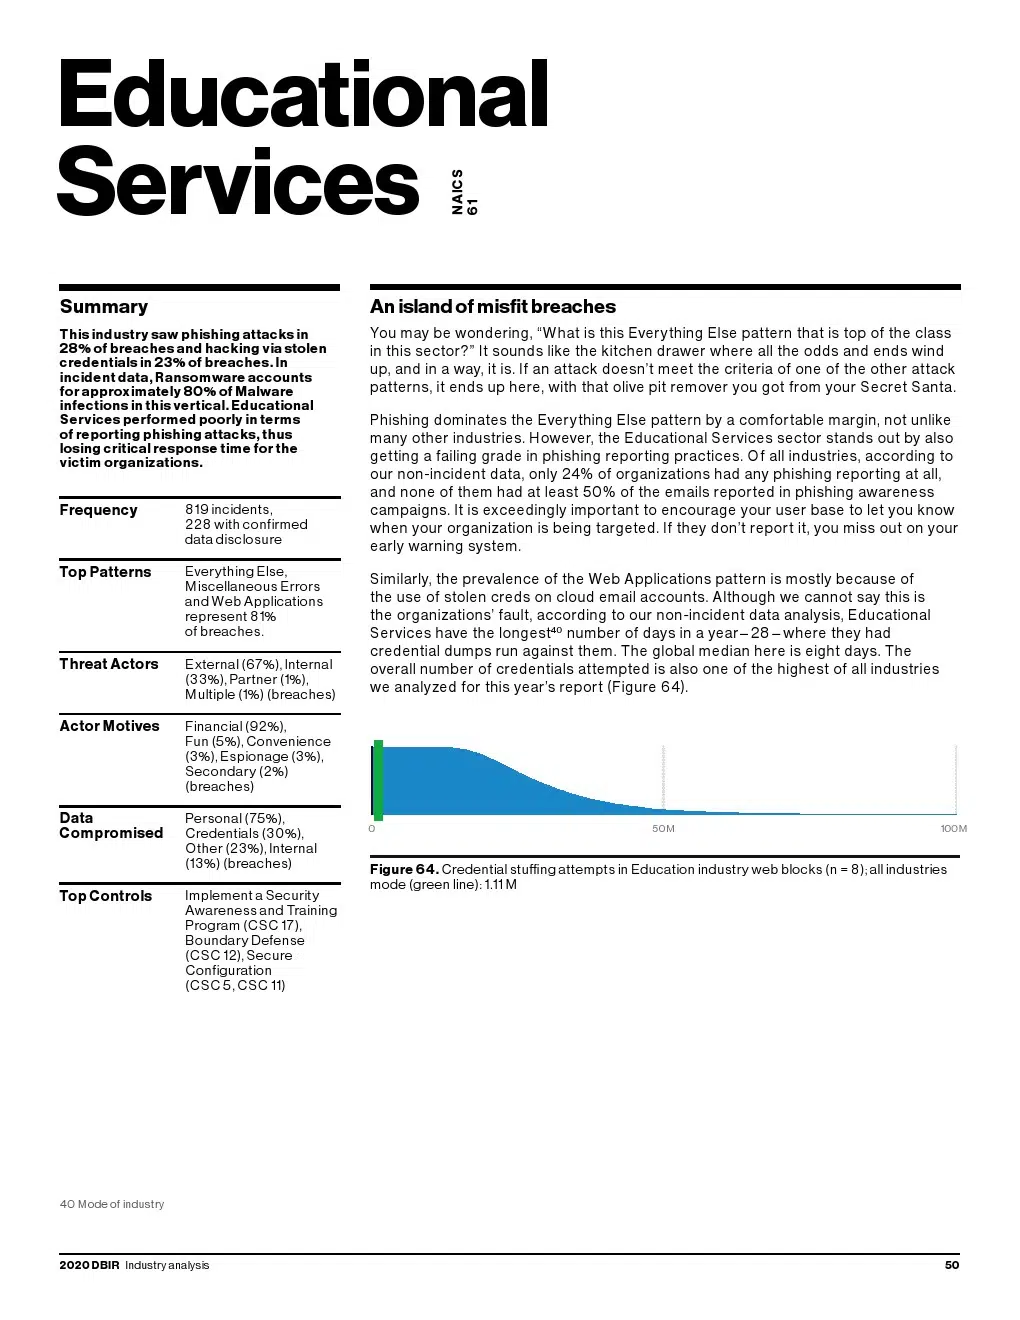 Educational
Services
NAICS
61
Summary
This industry saw phishing attacks in
28% of breaches and hacking via stolen
credentials in 23% of breaches. In
incident data, Ransomware accounts
for approximately 80% of Malware
infections in this vertical. Educational
Services performed poorly in terms
of reporting phishing attacks, thus
losing critical response time for the
victim organizations.
Frequency
819 incidents,
228 with confirmed
data disclosure
Top Patterns
Everything Else,
Miscellaneous Errors
and Web Applications
represent 81%
of breaches.
Threat Actors
External (67%), Internal
(33%), Partner (1%),
Multiple (1%) (breaches)
Actor Motives
Financial (92%),
Fun (5%), Convenience
(3%), Espionage (3%),
Secondary (2%)
(breaches)
Data
Compromised
Personal (75%),
Credentials (30%),
Other (23%), Internal
(13%) (breaches)
Top Controls
Implement a Security
Awareness and Training
Program (CSC 17),
Boundary Defense
(CSC 12), Secure
Configuration
(CSC 5, CSC 11)
An island of misfit breaches
You may be wondering, “What is this Everything Else pattern that is top of the class
in this sector?” It sounds like the kitchen drawer where all the odds and ends wind
up, and in a way, it is. If an attack doesn’t meet the criteria of one of the other attack
patterns, it ends up here, with that olive pit remover you got from your Secret Santa.
Phishing dominates the Everything Else pattern by a comfortable margin, not unlike
many other industries. However, the Educational Services sector stands out by also
getting a failing grade in phishing reporting practices. Of all industries, according to
our non-incident data, only 24% of organizations had any phishing reporting at all,
and none of them had at least 50% of the emails reported in phishing awareness
campaigns. It is exceedingly important to encourage your user base to let you know
when your organization is being targeted. If they don’t report it, you miss out on your
early warning system.
Similarly, the prevalence of the Web Applications pattern is mostly because of
the use of stolen creds on cloud email accounts. Although we cannot say this is
the organizations’ fault, according to our non-incident data analysis, Educational
Services have the longest⁴⁰ number of days in a year—28—where they had
credential dumps run against them. The global median here is eight days. The
overall number of credentials attempted is also one of the highest of all industries
we analyzed for this year’s report (Figure 64).
0
50M
100M
Figure 64. Credential stuffing attempts in Education industry web blocks (n = 8); all industries
mode (green line): 1.11 M
40 Mode of industry
2020 DBIR Industry analysis
50